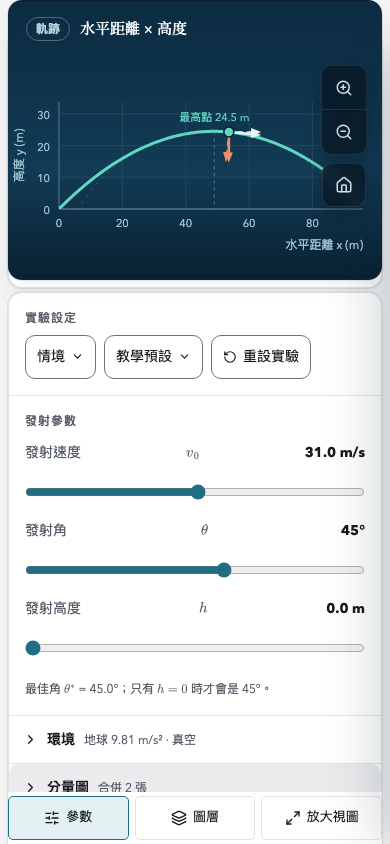 軌跡 水平距離 × 高度
最高點 24.5 m
高度 y (m)
30
20
10
0
0 20 40 60 80
水平距離 x (m)
實驗設定
情境 教學預設 重設實驗
發射參數
發射速度 v₀ 31.0 m/s
發射角 θ 45°
發射高度 h 0.0 m
最佳角 θ* = 45.0°；只有 h = 0 時才會是 45°。
環境 地球 9.81 m/s² · 真空
分量圖 合併 2 張
參數 圖層 放大視圖